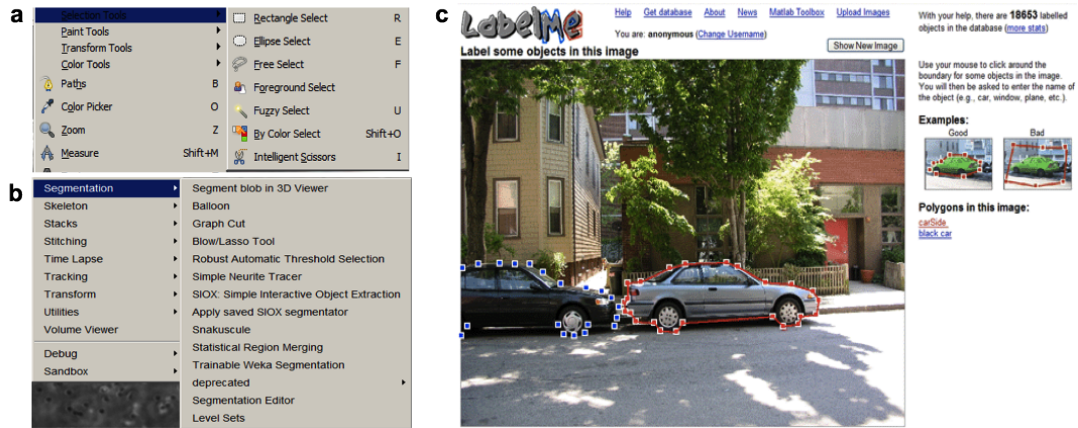 a
Selection Tools
Paint Tools
Transform Tools
Color Tools
Paths B
Color Picker O
Zoom Z
Measure Shift+M
Rectangle Select R
Ellipse Select E
Free Select F
Foreground Select
Fuzzy Select U
By Color Select Shift+O
Intelligent Scissors I
b
Segmentation
Skeleton
Stacks
Stitching
Time Lapse
Tracking
Transform
Utilities
Volume Viewer
Debug
Sandbox
Segment blob in 3D Viewer
Balloon
Graph Cut
Blow/Lasso Tool
Robust Automatic Threshold Selection
Simple Neurite Tracer
SIOX: Simple Interactive Object Extraction
Apply saved SIOX segmentator
Snakuscule
Statistical Region Merging
Trainable Weka Segmentation
deprecated
Segmentation Editor
Level Sets
c
LabelMe
Help Get database About News Matlab Toolbox Upload Images
You are: anonymous (Change Username)
Label some objects in this image
Show New Image
With your help, there are 18653 labelled
objects in the database (more stats)
Use your mouse to click around the
boundary for some objects in the image.
You will then be asked to enter the name of
the object (e.g., car, window, plane, etc.).
Examples:
Good Bad
Polygons in this image:
carSide
black car